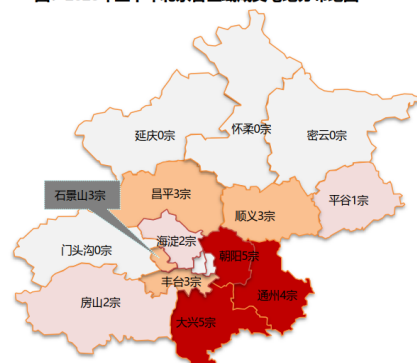 怀柔0宗
延庆0宗
密云0宗
石景山3宗
昌平3宗
平谷1宗
顺义3宗
海淀2宗
门头沟0宗
朝阳5宗
丰台3宗
通州4宗
房山2宗
大兴5宗